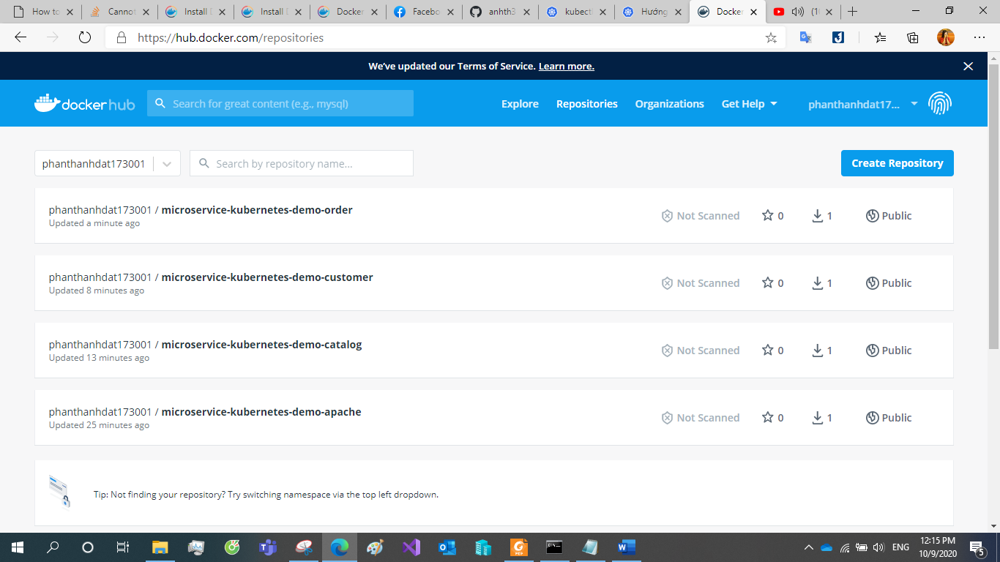 How to
Cannot
Install D
Install D
Docker
Facebo
anhth3
kubect
Hướng
Docker
(1
https://hub.docker.com/repositories
We've updated our Terms of Service. Learn more.
docker hub
Search for great content (e.g., mysql)
Explore
Repositories
Organizations
Get Help
phanthanhdat17...
phanthanhdat173001
Search by repository name...
Create Repository
phanthanhdat173001 / microservice-kubernetes-demo-order
Updated a minute ago
Not Scanned
0
1
Public
phanthanhdat173001 / microservice-kubernetes-demo-customer
Updated 8 minutes ago
Not Scanned
0
1
Public
phanthanhdat173001 / microservice-kubernetes-demo-catalog
Updated 13 minutes ago
Not Scanned
0
1
Public
phanthanhdat173001 / microservice-kubernetes-demo-apache
Updated 25 minutes ago
Not Scanned
0
1
Public
Tip: Not finding your repository? Try switching namespace via the top left dropdown.
ENG
12:15 PM
10/9/2020
5